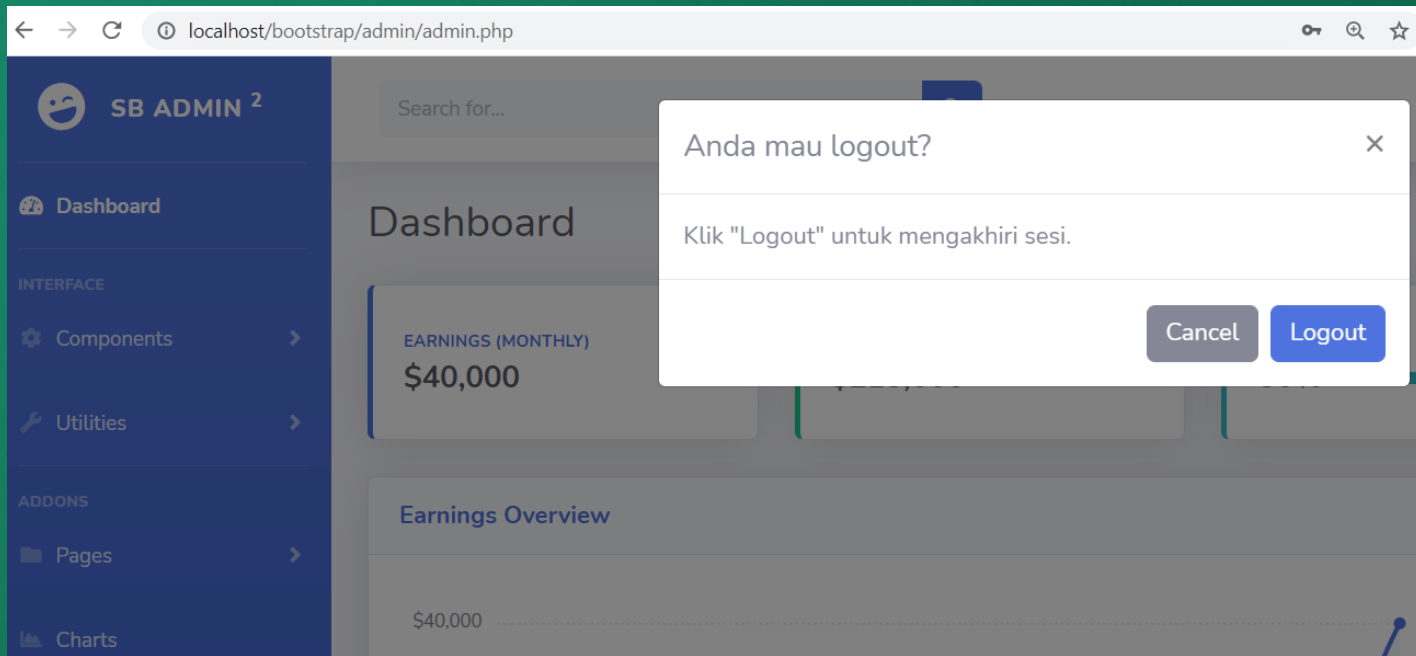 localhost/bootstrap/admin/admin.php
SB ADMIN 2
Search for...
Anda mau logout?
×
Dashboard
Dashboard
Klik "Logout" untuk mengakhiri sesi.
INTERFACE
Components
Cancel
Logout
EARNINGS (MONTHLY)
$40,000
Utilities
ADDONS
Earnings Overview
Pages
$40,000
Charts